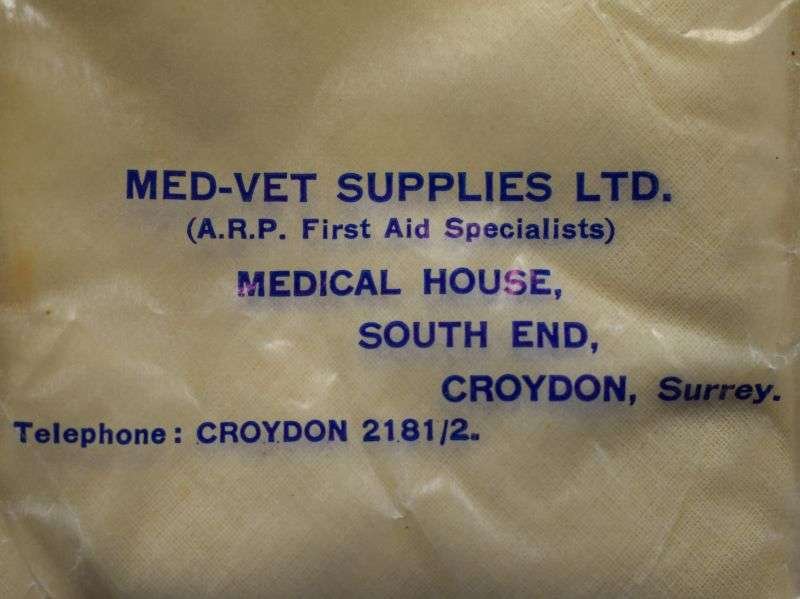 MED-VET SUPPLIES LTD.
(A.R.P. First Aid Specialists)
MEDICAL HOUSE,
SOUTH END,
CROYDON, Surrey.
Telephone: CROYDON 2181/2.